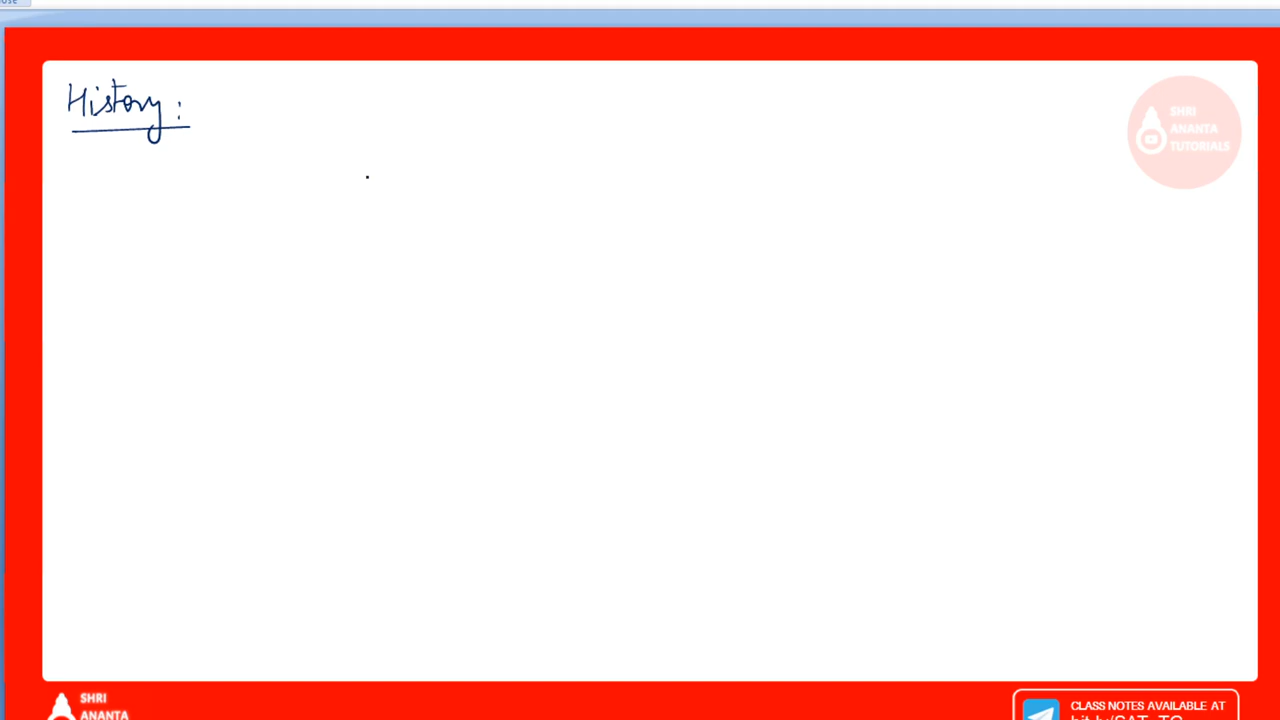 History :
SHRI
ANANTA
TUTORIALS
SHRI
ANANTA
CLASS NOTES AVAILABLE AT